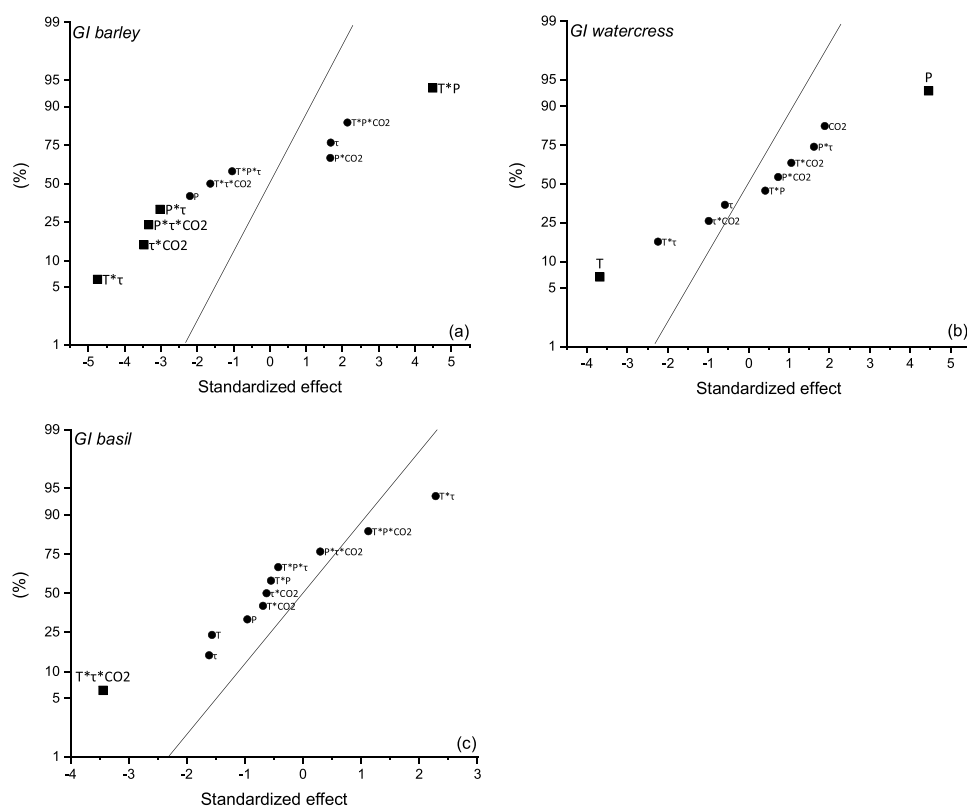 GI barley
99
95
90
75
50
25
10
5
1
(%)
T*P
T*P*CO2
τ
P*CO2
T*P*τ
T*τ*CO2
P
P*τ
P*τ*CO2
τ*CO2
T*τ
(a)
-5 -4 -3 -2 -1 0 1 2 3 4 5
Standardized effect
GI watercress
99
95
90
75
50
25
10
5
1
(%)
P
CO2
P*τ
T*CO2
P*CO2
T*P
τ
τ*CO2
T*τ
T
(b)
-4 -3 -2 -1 0 1 2 3 4 5
Standardized effect
GI basil
99
95
90
75
50
25
10
5
1
(%)
T*τ
T*P*CO2
P*τ*CO2
T*P*τ
T*P
τ*CO2
T*CO2
P
T
τ
T*τ*CO2
(c)
-4 -3 -2 -1 0 1 2 3
Standardized effect